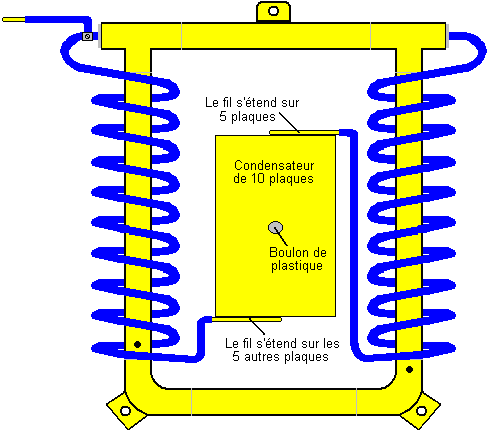 Le fil s'étend sur
5 plaques
Condensateur
de 10 plaques
Boulon de
plastique
Le fil s'étend sur les
5 autres plaques